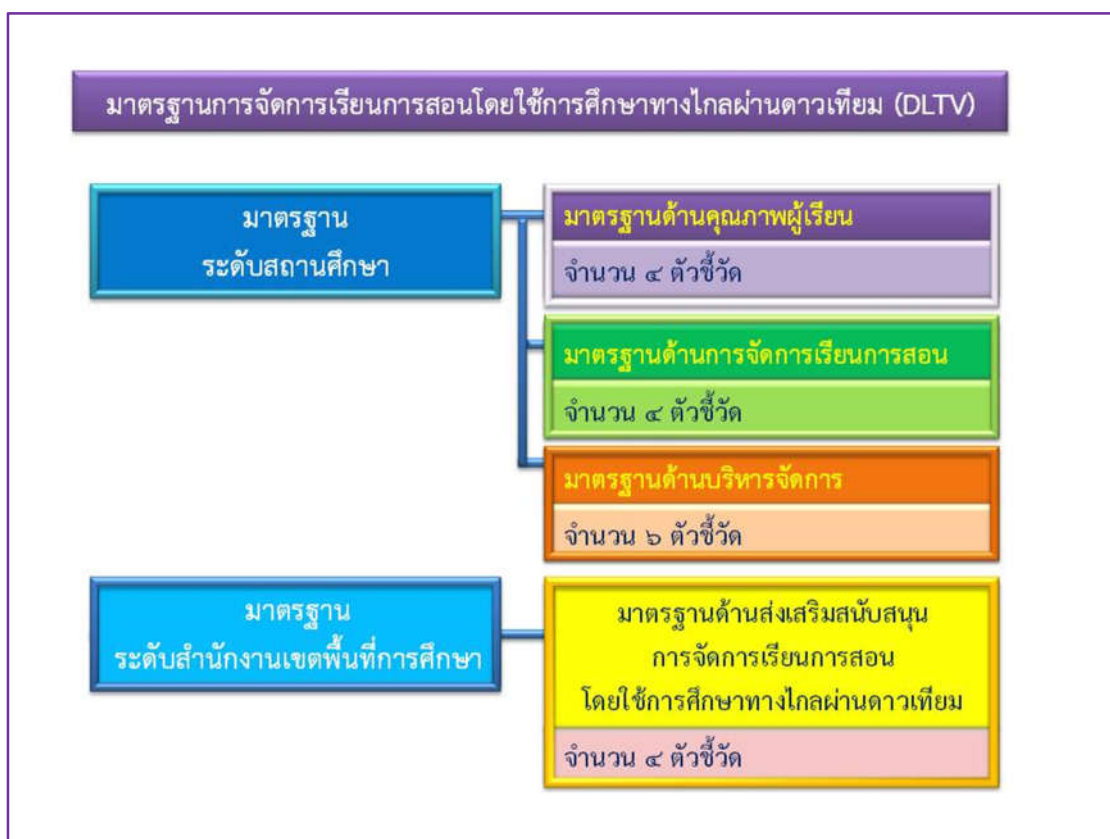 มาตรฐานการจัดการเรียนการสอนโดยใช้การศึกษาทางไกลผ่านดาวเทียม (DLTV)
มาตรฐาน
ระดับสถานศึกษา
มาตรฐานด้านคุณภาพผู้เรียน
จำนวน ๔ ตัวชี้วัด
มาตรฐานด้านการจัดการเรียนการสอน
จำนวน ๔ ตัวชี้วัด
มาตรฐานด้านบริหารจัดการ
จำนวน ๖ ตัวชี้วัด
มาตรฐาน
ระดับสำนักงานเขตพื้นที่การศึกษา
มาตรฐานด้านส่งเสริมสนับสนุน
การจัดการเรียนการสอน
โดยใช้การศึกษาทางไกลผ่านดาวเทียม
จำนวน ๔ ตัวชี้วัด